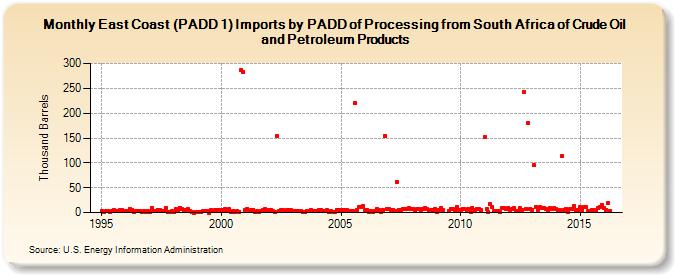 Monthly East Coast (PADD 1) Imports by PADD of Processing from South Africa of Crude Oil
and Petroleum Products
Thousand Barrels
300
250
200
150
100
50
0
1995 2000 2005 2010 2015
Source: U.S. Energy Information Administration